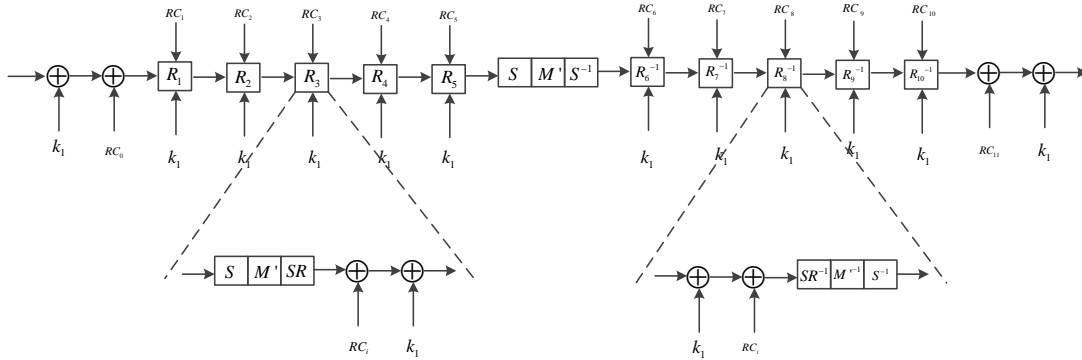 RC₁ RC₂ RC₃ RC₄ RC₅ RC₆ RC₇ RC₈ RC₉ RC₁₀
R₁ R₂ R₃ R₄ R₅ S M' S⁻¹ R₆⁻¹ R₇⁻¹ R₈⁻¹ R₉⁻¹ R₁₀⁻¹
k₁ RC₀ k₁ k₁ k₁ k₁ k₁ k₁ k₁ k₁ k₁ k₁ RC₁₁ k₁
S M' SR SR⁻¹ M'⁻¹ S⁻¹
RCᵢ k₁ k₁ RCᵢ